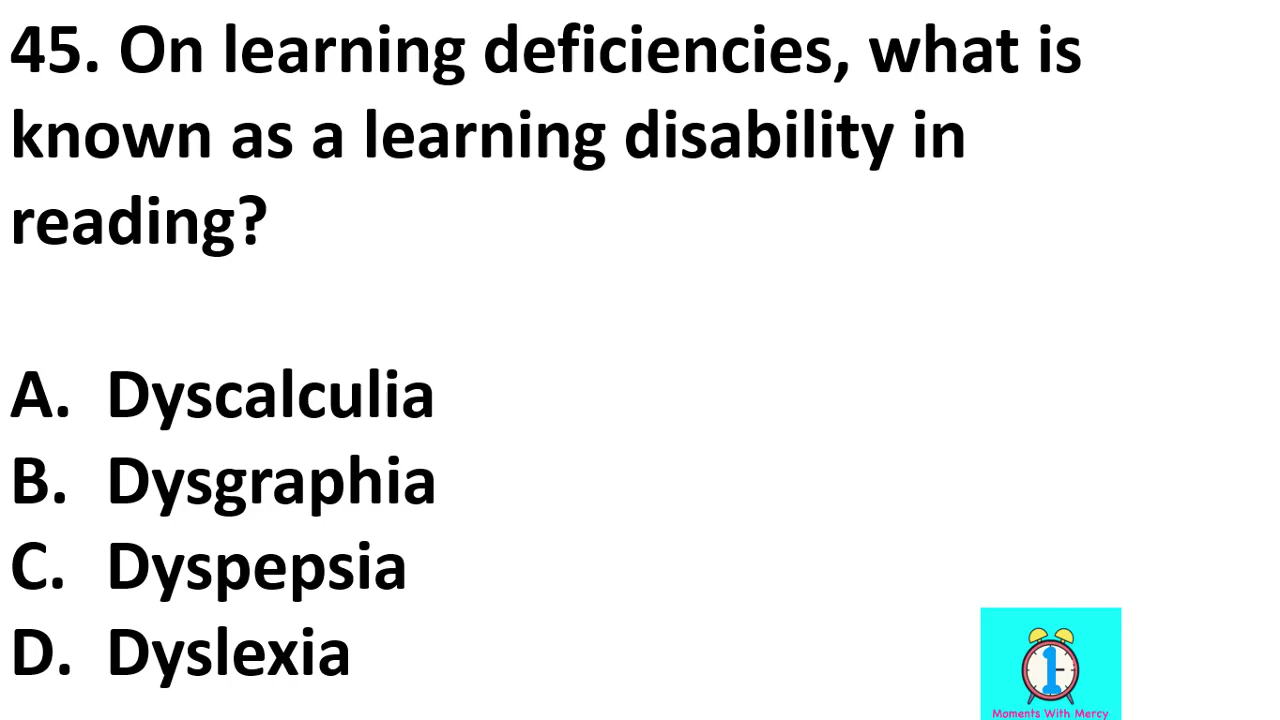 45. On learning deficiencies, what is
known as a learning disability in
reading?
A. Dyscalculia
B. Dysgraphia
C. Dyspepsia
D. Dyslexia
1
Moments With Mercy